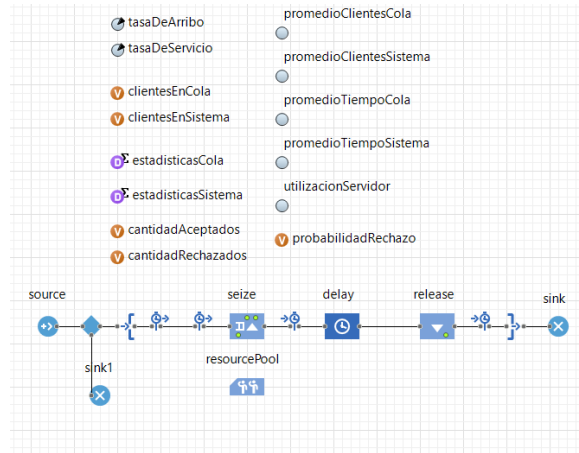 tasaDeArribo
tasaDeServicio
clientesEnCola
clientesEnSistema
estadisticasCola
estadisticasSistema
cantidadAceptados
cantidadRechazados
promedioClientesCola
promedioClientesSistema
promedioTiempoCola
promedioTiempoSistema
utilizacionServidor
probabilidadRechazo
source
seize
delay
release
sink
sink1
resourcePool